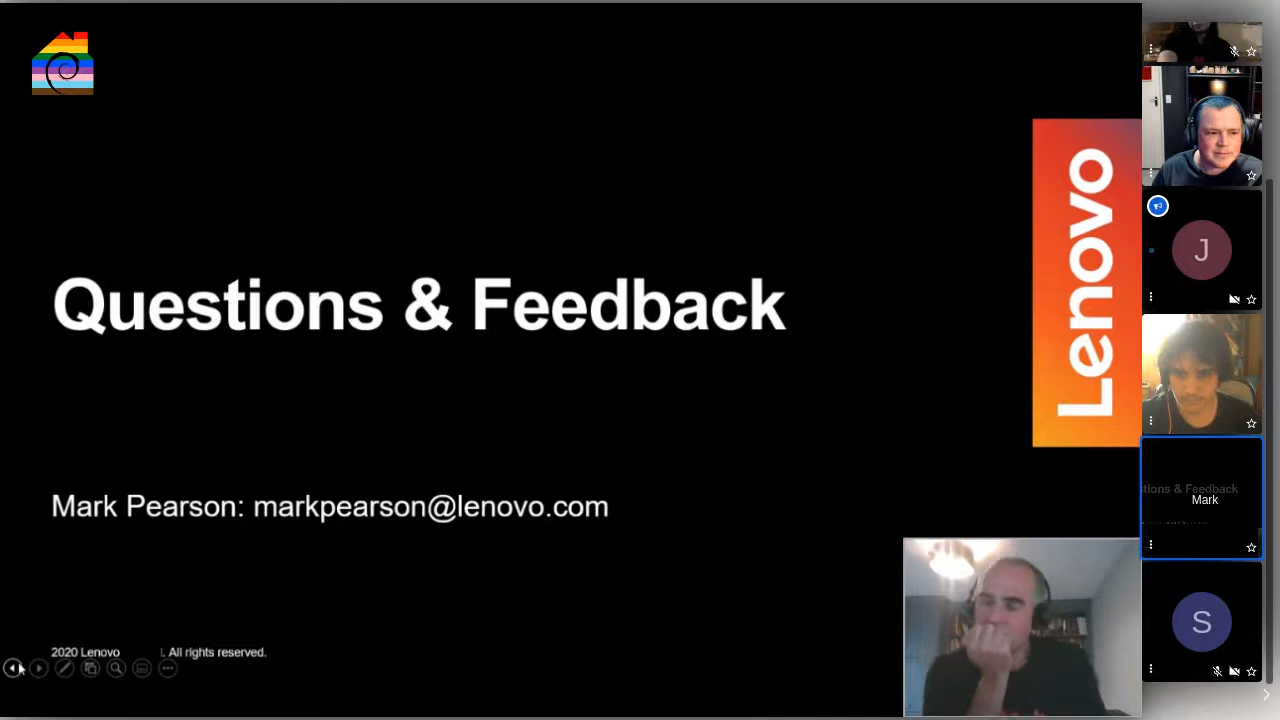 Questions & Feedback
Lenovo
Mark Pearson: markpearson@lenovo.com
2020 Lenovo
. All rights reserved.
J
tions & Feedback
Mark
S